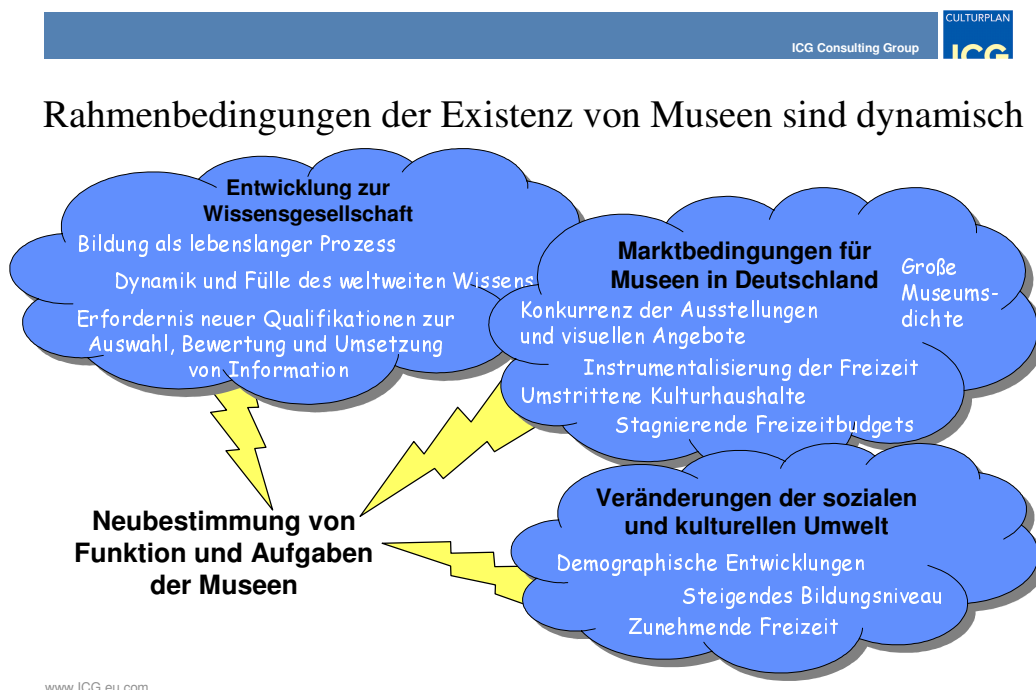 CULTURPLAN
ICG Consulting Group
ICG
Rahmenbedingungen der Existenz von Museen sind dynamisch
Entwicklung zur
Wissensgesellschaft
Bildung als lebenslanger Prozess
Dynamik und Fülle des weltweiten Wissens
Erfordernis neuer Qualifikationen zur
Auswahl, Bewertung und Umsetzung
von Information
Marktbedingungen für
Museen in Deutschland
Große
Museums-
dichte
Konkurrenz der Ausstellungen
und visuellen Angebote
Instrumentalisierung der Freizeit
Umstrittene Kulturhaushalte
Stagnierende Freizeitbudgets
Neubestimmung von
Funktion und Aufgaben
der Museen
Veränderungen der sozialen
und kulturellen Umwelt
Demographische Entwicklungen
Steigendes Bildungsniveau
Zunehmende Freizeit
www.ICG.eu.com